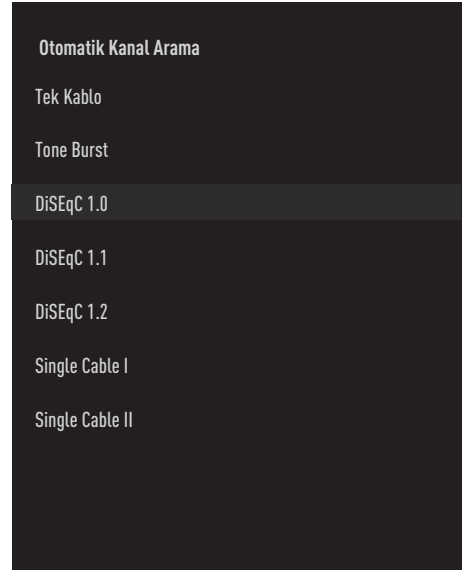 Otomatik Kanal Arama
Tek Kablo
Tone Burst
DiSEqC 1.0
DiSEqC 1.1
DiSEqC 1.2
Single Cable I
Single Cable II